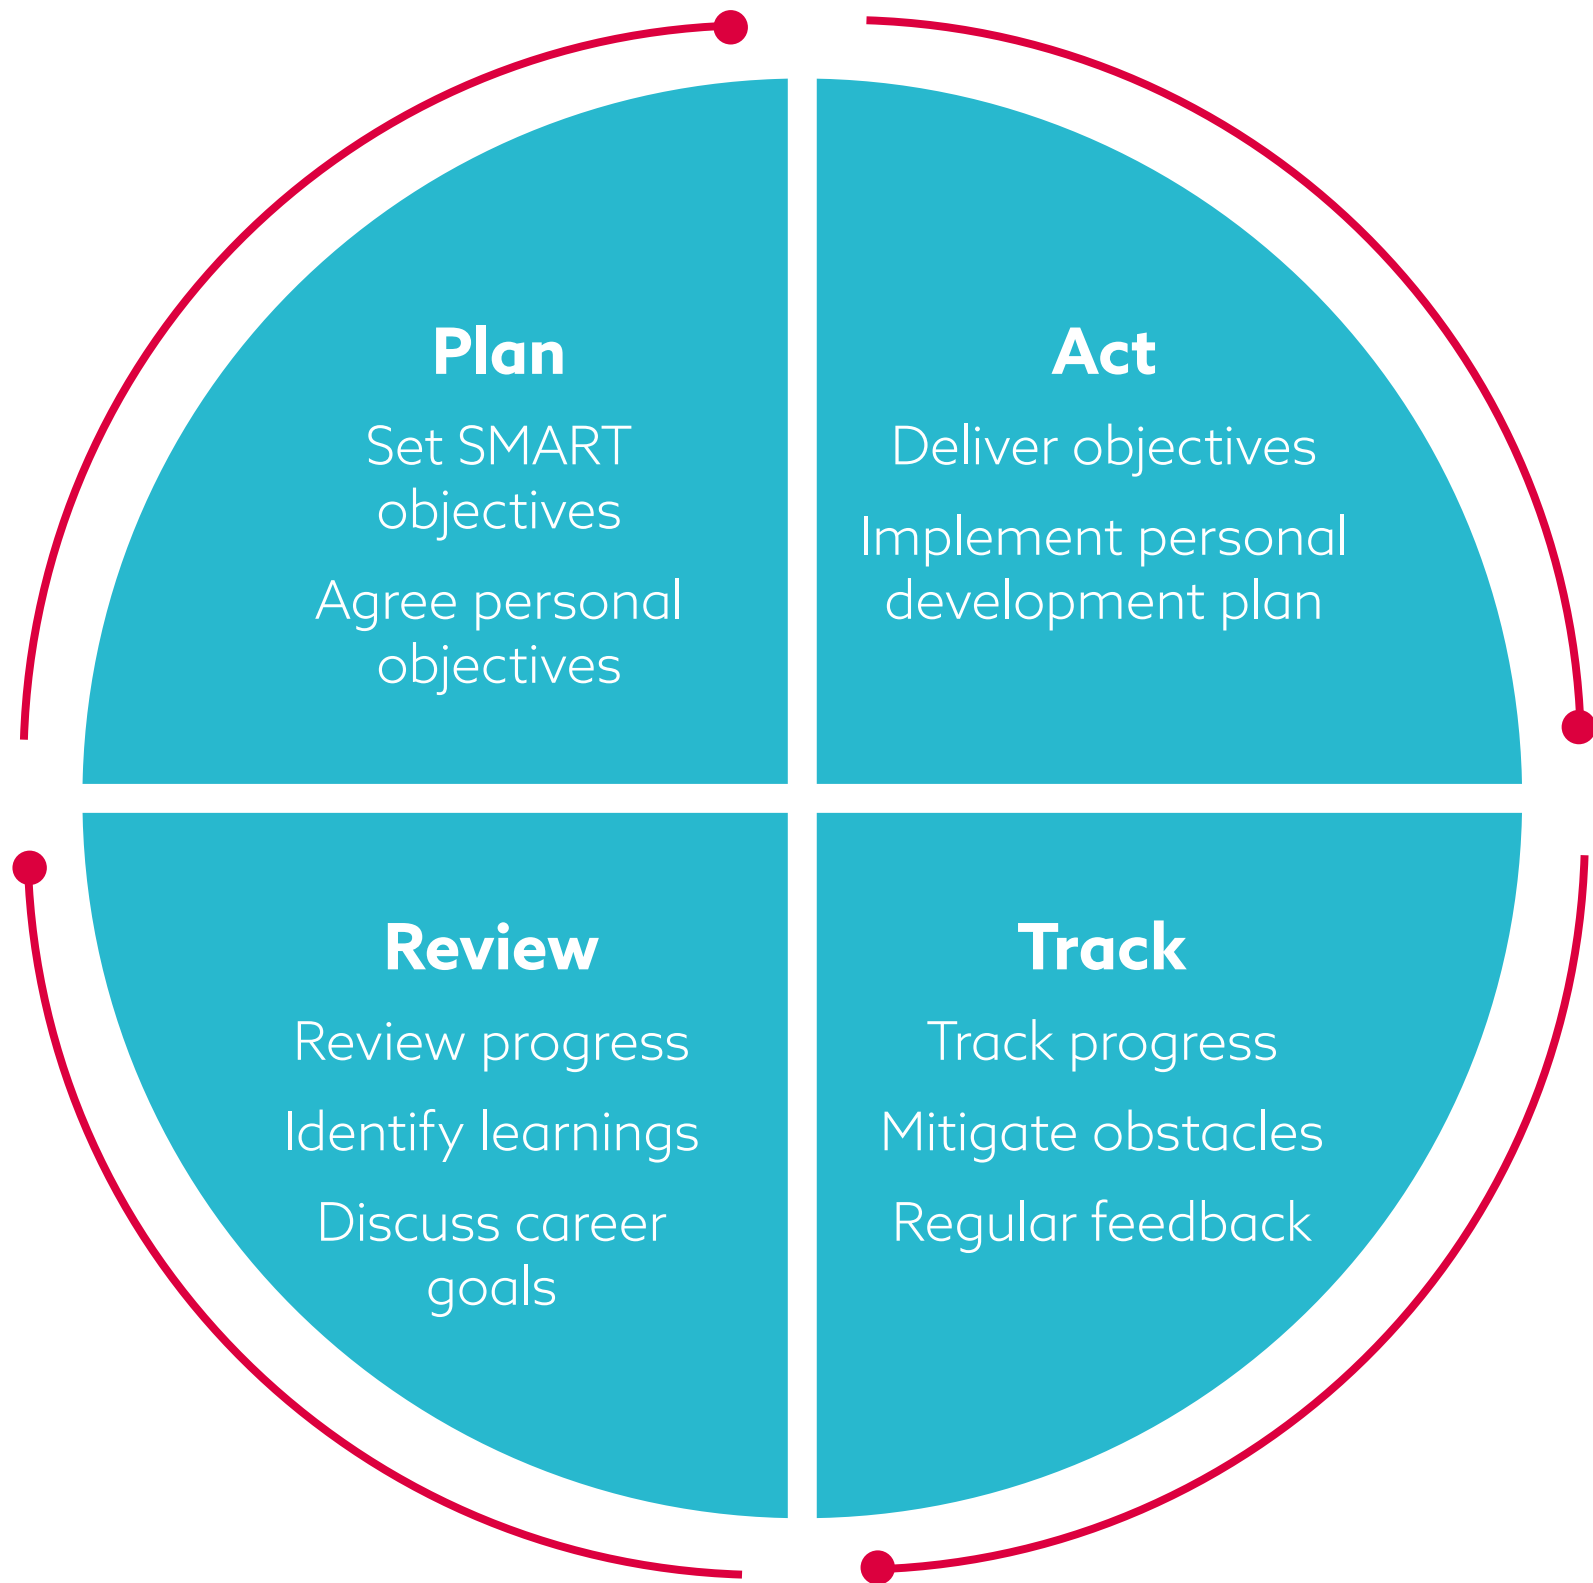 Plan
Set SMART
objectives
Agree personal
objectives
Act
Deliver objectives
Implement personal
development plan
Review
Review progress
Identify learnings
Discuss career
goals
Track
Track progress
Mitigate obstacles
Regular feedback